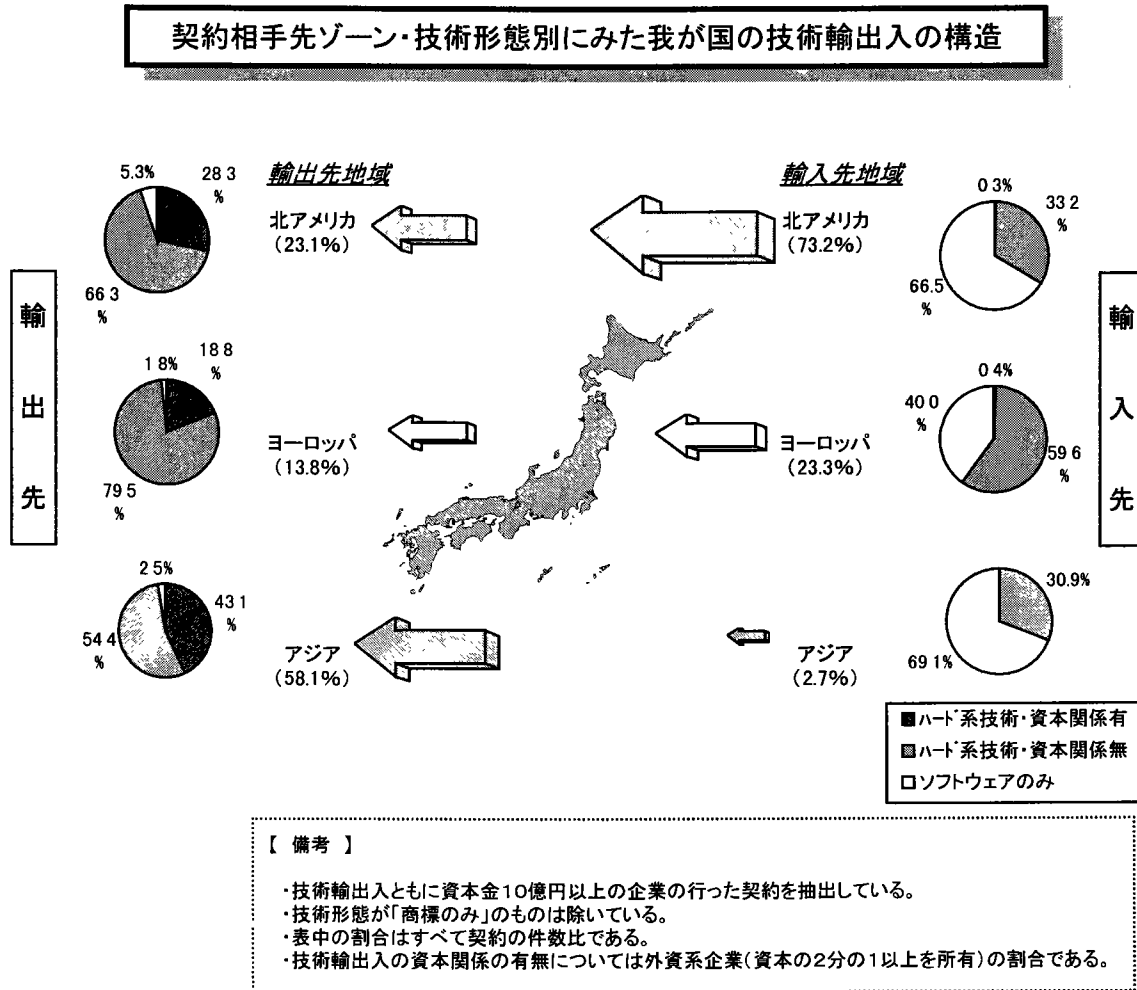 契約相手先ゾーン・技術形態別にみた我が国の技術輸出入の構造
輸出先地域
輸入先地域
輸出先
5.3%
28 3
%
66 3
%
北アメリカ
(23.1%)
1 8%
18 8
%
79 5
%
ヨーロッパ
(13.8%)
2 5%
43 1
%
54 4
%
アジア
(58.1%)
北アメリカ
(73.2%)
0 3%
33 2
%
66.5
%
ヨーロッパ
(23.3%)
0 4%
40 0
%
59 6
%
アジア
(2.7%)
30.9%
69 1%
輸入先
■ハード系技術・資本関係有
■ハード系技術・資本関係無
□ソフトウェアのみ
【 備考 】
・技術輸出入ともに資本金10億円以上の企業の行った契約を抽出している。
・技術形態が「商標のみ」のものは除いている。
・表中の割合はすべて契約の件数比である。
・技術輸出入の資本関係の有無については外資系企業(資本の2分の1以上を所有)の割合である。